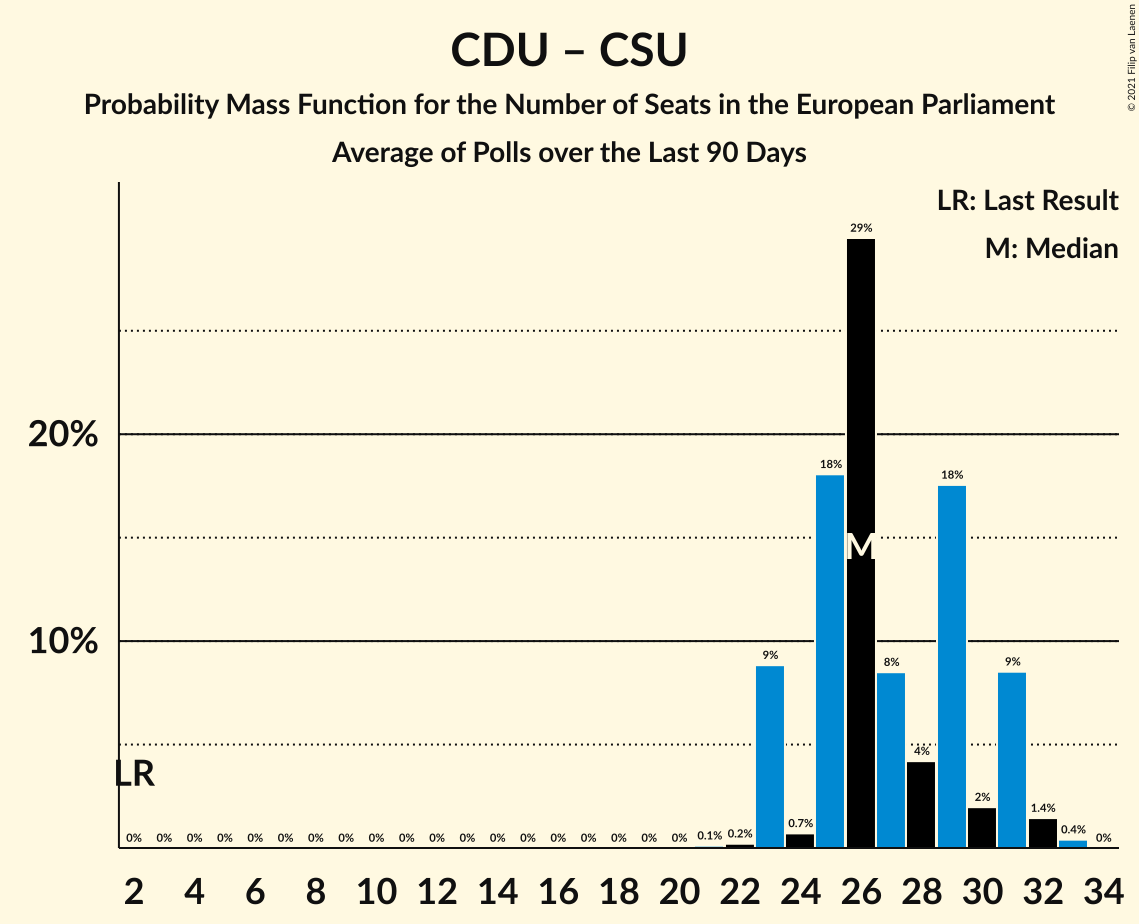 CDU – CSU
Probability Mass Function for the Number of Seats in the European Parliament
Average of Polls over the Last 90 Days
© 2021 Filip van Laenen
LR: Last Result
M: Median
20%
10%
LR
M
0% 0% 0% 0% 0% 0% 0% 0% 0% 0% 0% 0% 0% 0% 0% 0% 0% 0% 0% 0.1% 0.2% 9% 0.7% 18% 29% 8% 4% 18% 2% 9% 1.4% 0.4% 0%
2 4 6 8 10 12 14 16 18 20 22 24 26 28 30 32 34